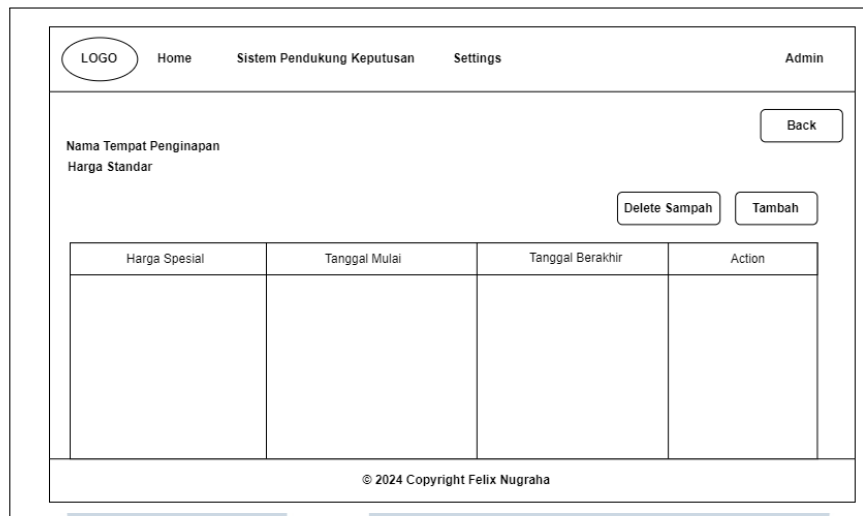 LOGO Home Sistem Pendukung Keputusan Settings Admin
Back
Nama Tempat Penginapan
Harga Standar
Delete Sampah Tambah
Harga Spesial Tanggal Mulai Tanggal Berakhir Action
© 2024 Copyright Felix Nugraha